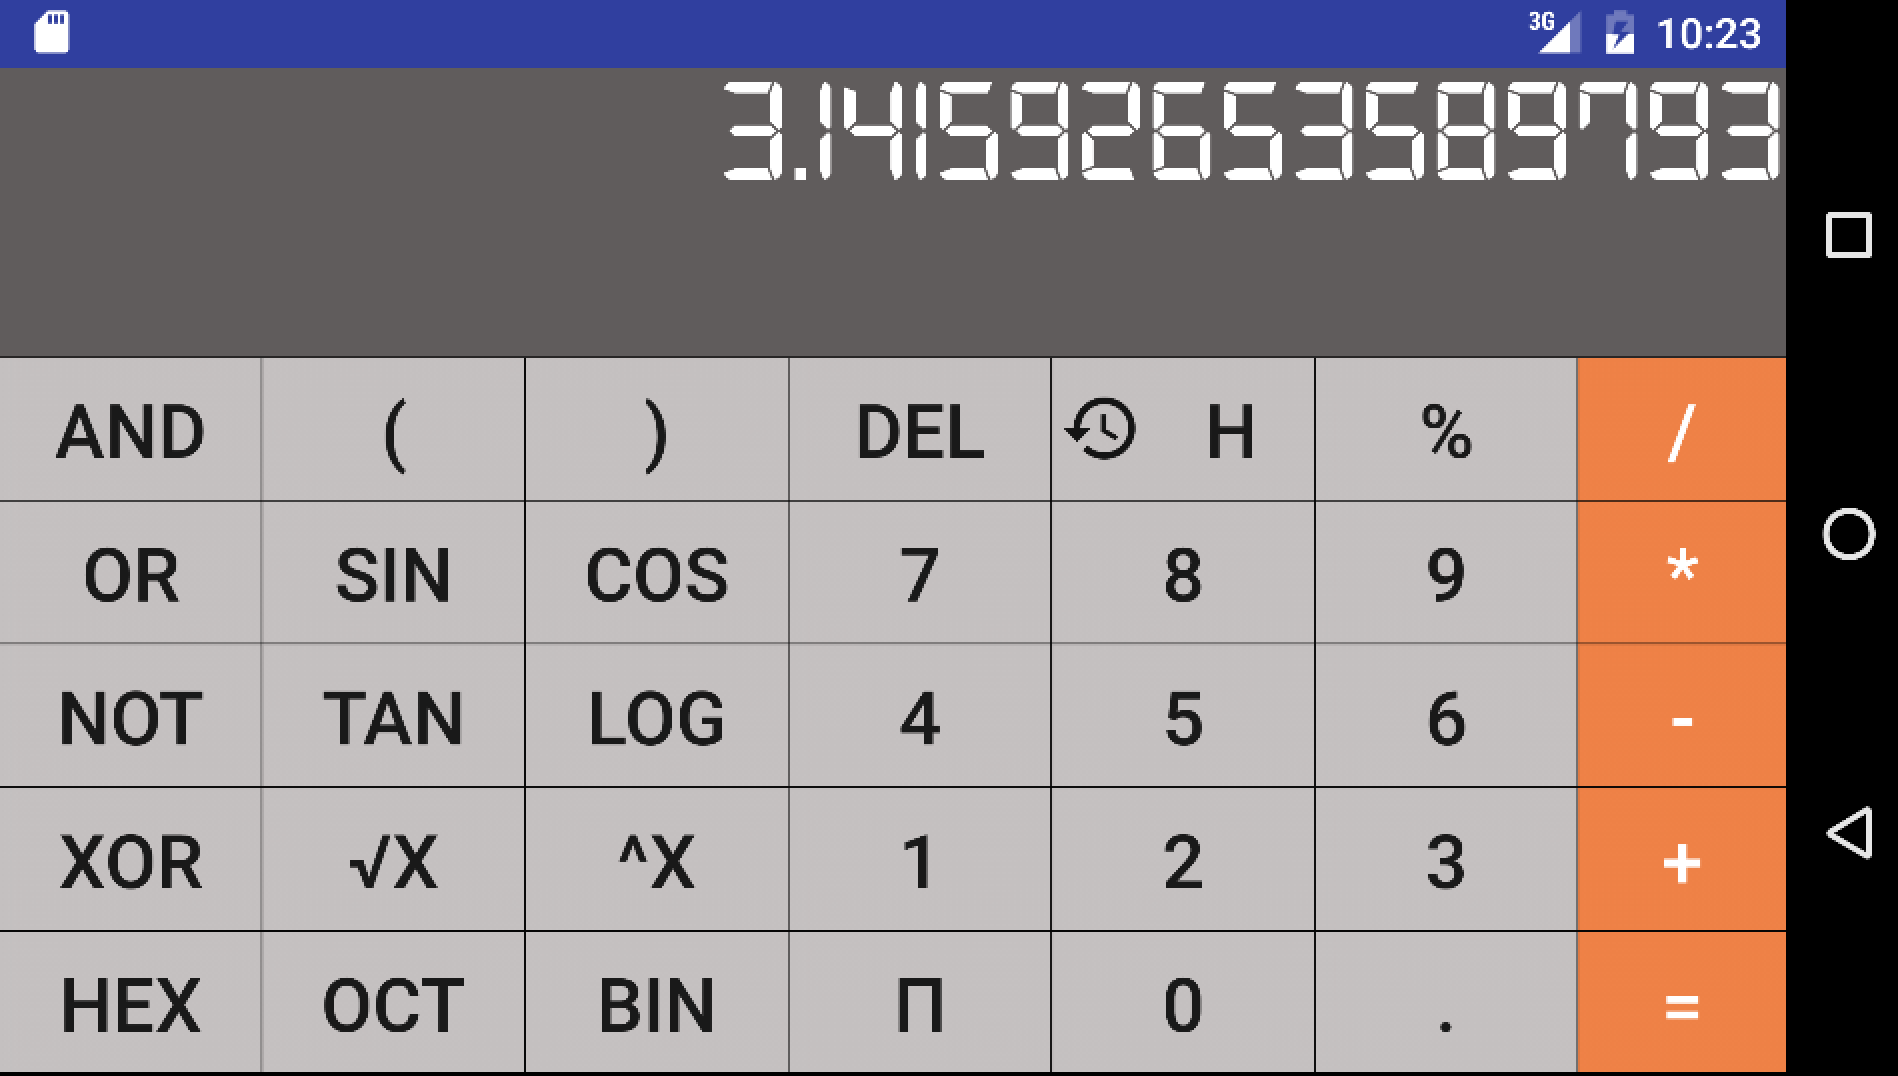 3G 10:23
3.141592653589793
AND ( ) DEL H % /
OR SIN COS 7 8 9 *
NOT TAN LOG 4 5 6 -
XOR √X ^X 1 2 3 +
HEX OCT BIN П 0 . =